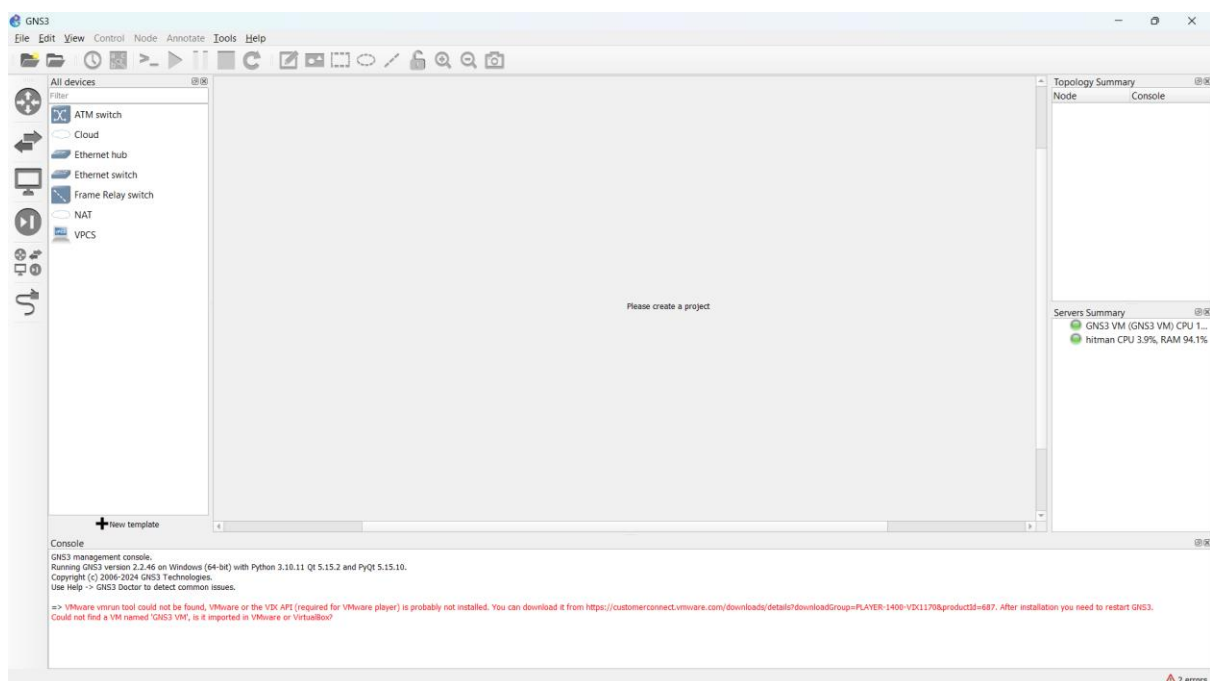 GNS3
File Edit View Control Node Annotate Tools Help
All devices
Filter
ATM switch
Cloud
Ethernet hub
Ethernet switch
Frame Relay switch
NAT
VPCS
New template
Please create a project
Topology Summary
Node Console
Servers Summary
GNS3 VM (GNS3 VM) CPU 1...
hitman CPU 3.9%, RAM 94.1%
Console
GNS3 management console.
Running GNS3 version 2.2.46 on Windows (64-bit) with Python 3.10.11 Qt 5.15.2 and PyQt 5.15.10.
Copyright (c) 2006-2024 GNS3 Technologies.
Use Help -> GNS3 Doctor to detect common issues.
=> VMware vmrun tool could not be found, VMware or the VIX API (required for VMware player) is probably not installed. You can download it from https://customerconnect.vmware.com/downloads/details?downloadGroup=PLAYER-1400-VIX1170&productId=687. After installation you need to restart GNS3.
Could not find a VM named 'GNS3 VM', is it imported in VMware or VirtualBox?
2 errors